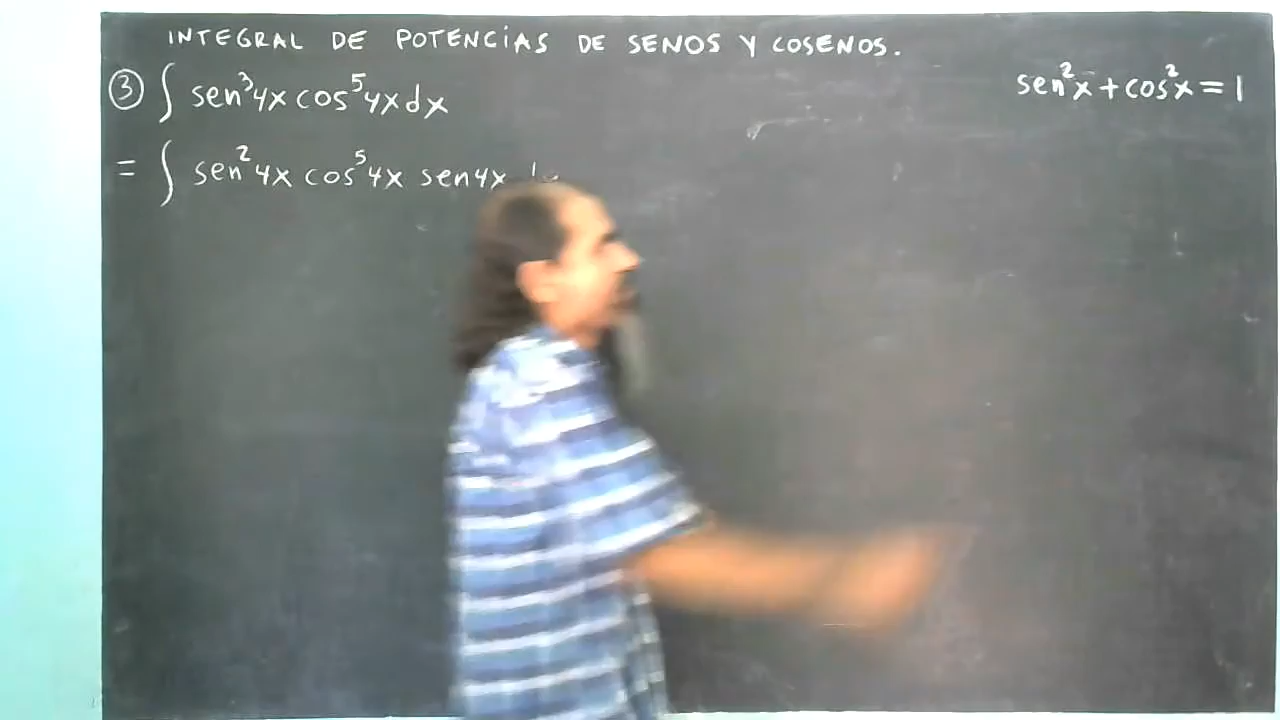 INTEGRAL DE POTENCIAS DE SENOS Y COSENOS.
sen²x + cos²x = 1
③ ∫ sen³4x cos⁵4x dx
= ∫ sen²4x cos⁵4x sen4x